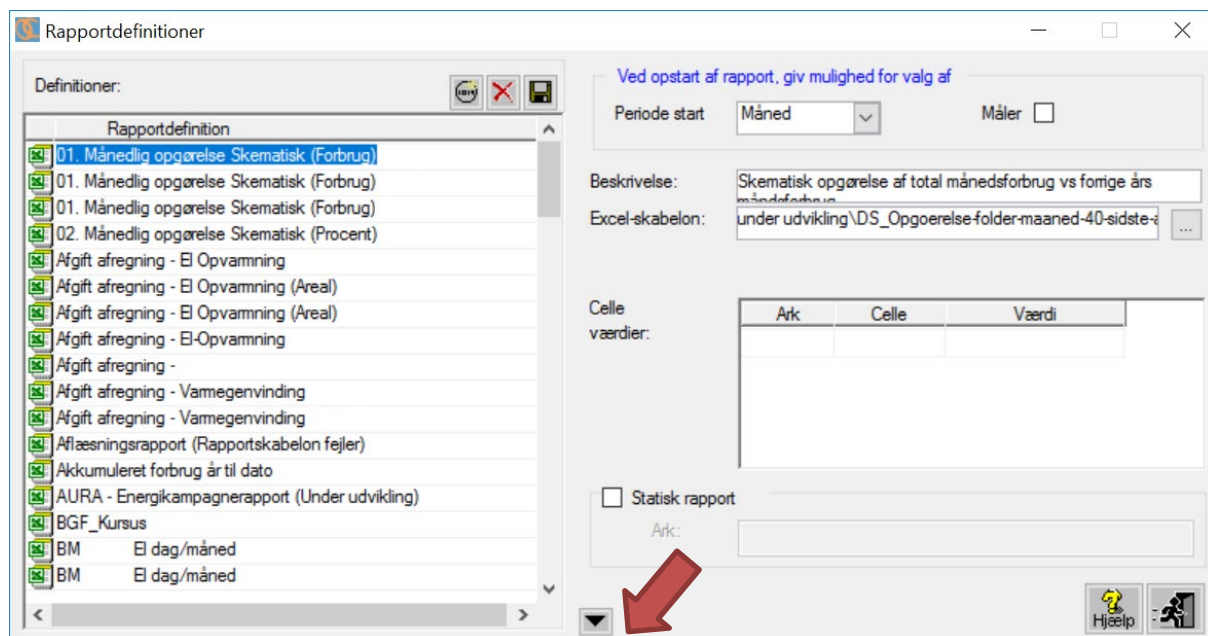 Rapportdefinitioner
Definitioner:
Rapportdefinition
01. Månedlig opgørelse Skematisk (Forbrug)
01. Månedlig opgørelse Skematisk (Forbrug)
01. Månedlig opgørelse Skematisk (Forbrug)
02. Månedlig opgørelse Skematisk (Procent)
Afgift afregning - El Opvarmning
Afgift afregning - El Opvarmning (Areal)
Afgift afregning - El Opvarmning (Areal)
Afgift afregning - El-Opvarmning
Afgift afregning -
Afgift afregning - Varmegenvinding
Afgift afregning - Varmegenvinding
Aflæsningsrapport (Rapportskabelon fejler)
Akkumuleret forbrug år til dato
AURA - Energikampagnerapport (Under udvikling)
BGF_Kursus
BM El dag/måned
BM El dag/måned
Ved opstart af rapport, giv mulighed for valg af
Periode start Måned Måler
Beskrivelse: Skematisk opgørelse af total månedsforbrug vs forrige års
Excel-skabelon: under udvikling\DS_Opgoerelse-folder-maaned-40-sidste-a ...
Celle
værdier:
Ark Celle Værdi
Statisk rapport
Ark:
Hjælp